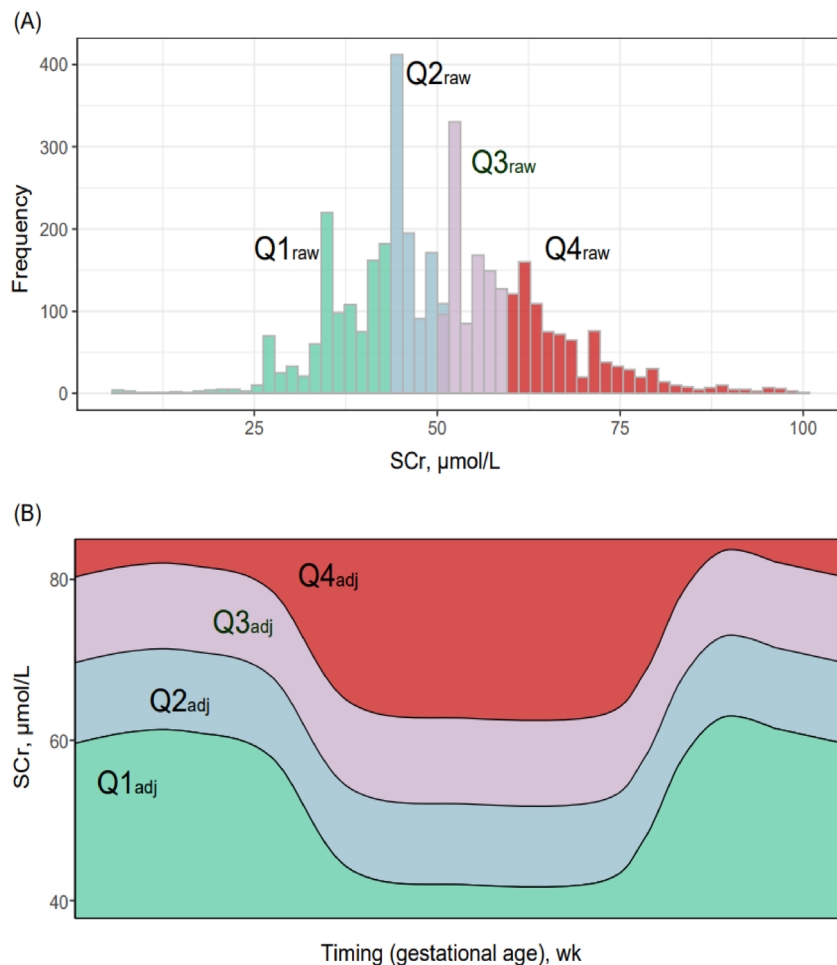 (A)
400
300
200
100
0
Frequency
Q1raw
Q2raw
Q3raw
Q4raw
25
50
75
100
SCr, µmol/L
(B)
80
60
40
SCr, µmol/L
Q4adj
Q3adj
Q2adj
Q1adj
Timing (gestational age), wk